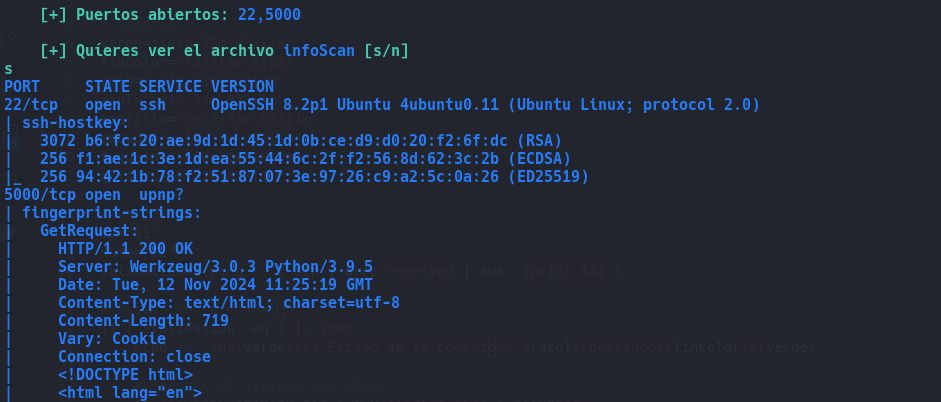 [+] Puertos abiertos: 22,5000
[+] Quíeres ver el archivo infoScan [s/n]
s
PORT     STATE SERVICE VERSION
22/tcp   open  ssh     OpenSSH 8.2p1 Ubuntu 4ubuntu0.11 (Ubuntu Linux; protocol 2.0)
| ssh-hostkey:
|   3072 b6:fc:20:ae:9d:1d:45:1d:0b:ce:d9:d0:20:f2:6f:dc (RSA)
|   256 f1:ae:1c:3e:1d:ea:55:44:6c:2f:f2:56:8d:62:3c:2b (ECDSA)
|_  256 94:42:1b:78:f2:51:87:07:3e:97:26:c9:a2:5c:0a:26 (ED25519)
5000/tcp open  upnp?
| fingerprint-strings:
|   GetRequest:
|     HTTP/1.1 200 OK
|     Server: Werkzeug/3.0.3 Python/3.9.5
|     Date: Tue, 12 Nov 2024 11:25:19 GMT
|     Content-Type: text/html; charset=utf-8
|     Content-Length: 719
|     Vary: Cookie
|     Connection: close
|     <!DOCTYPE html>
|     <html lang="en">